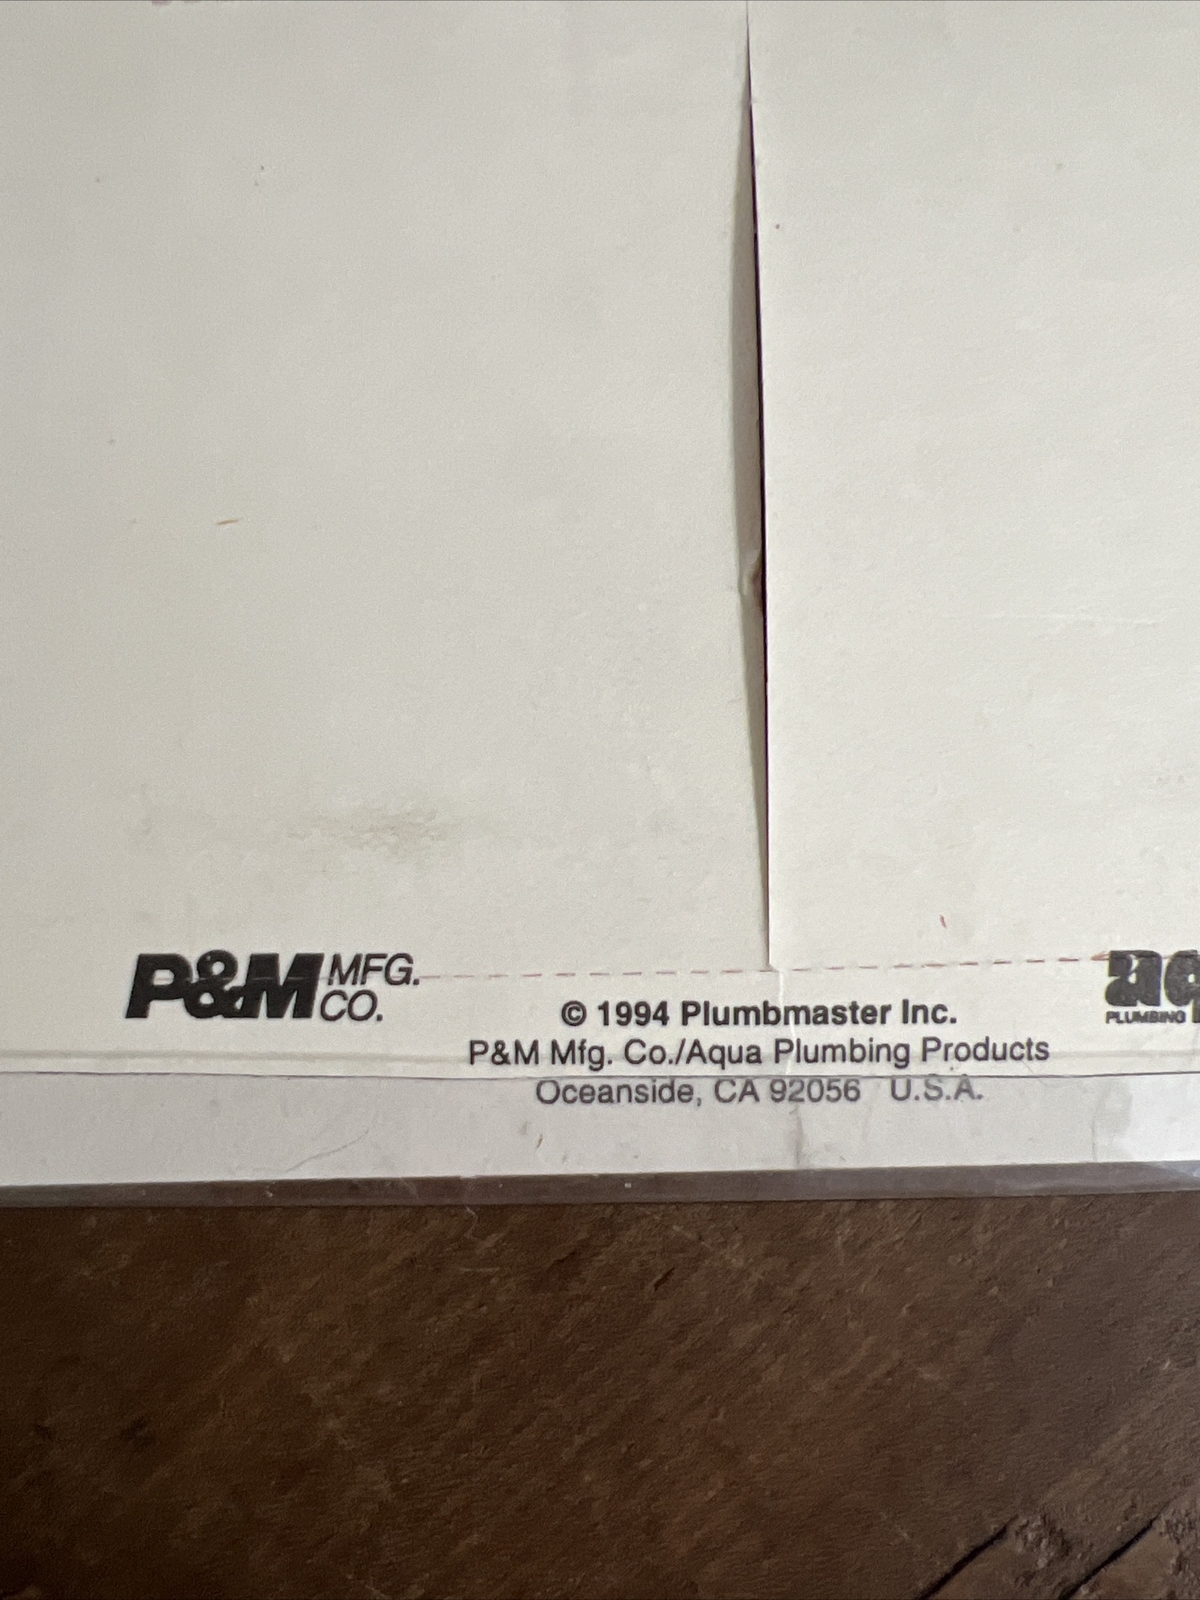 P&M MFG. CO.
© 1994 Plumbmaster Inc.
P&M Mfg. Co./Aqua Plumbing Products
Oceanside, CA 92056 U.S.A.
PLUMBING